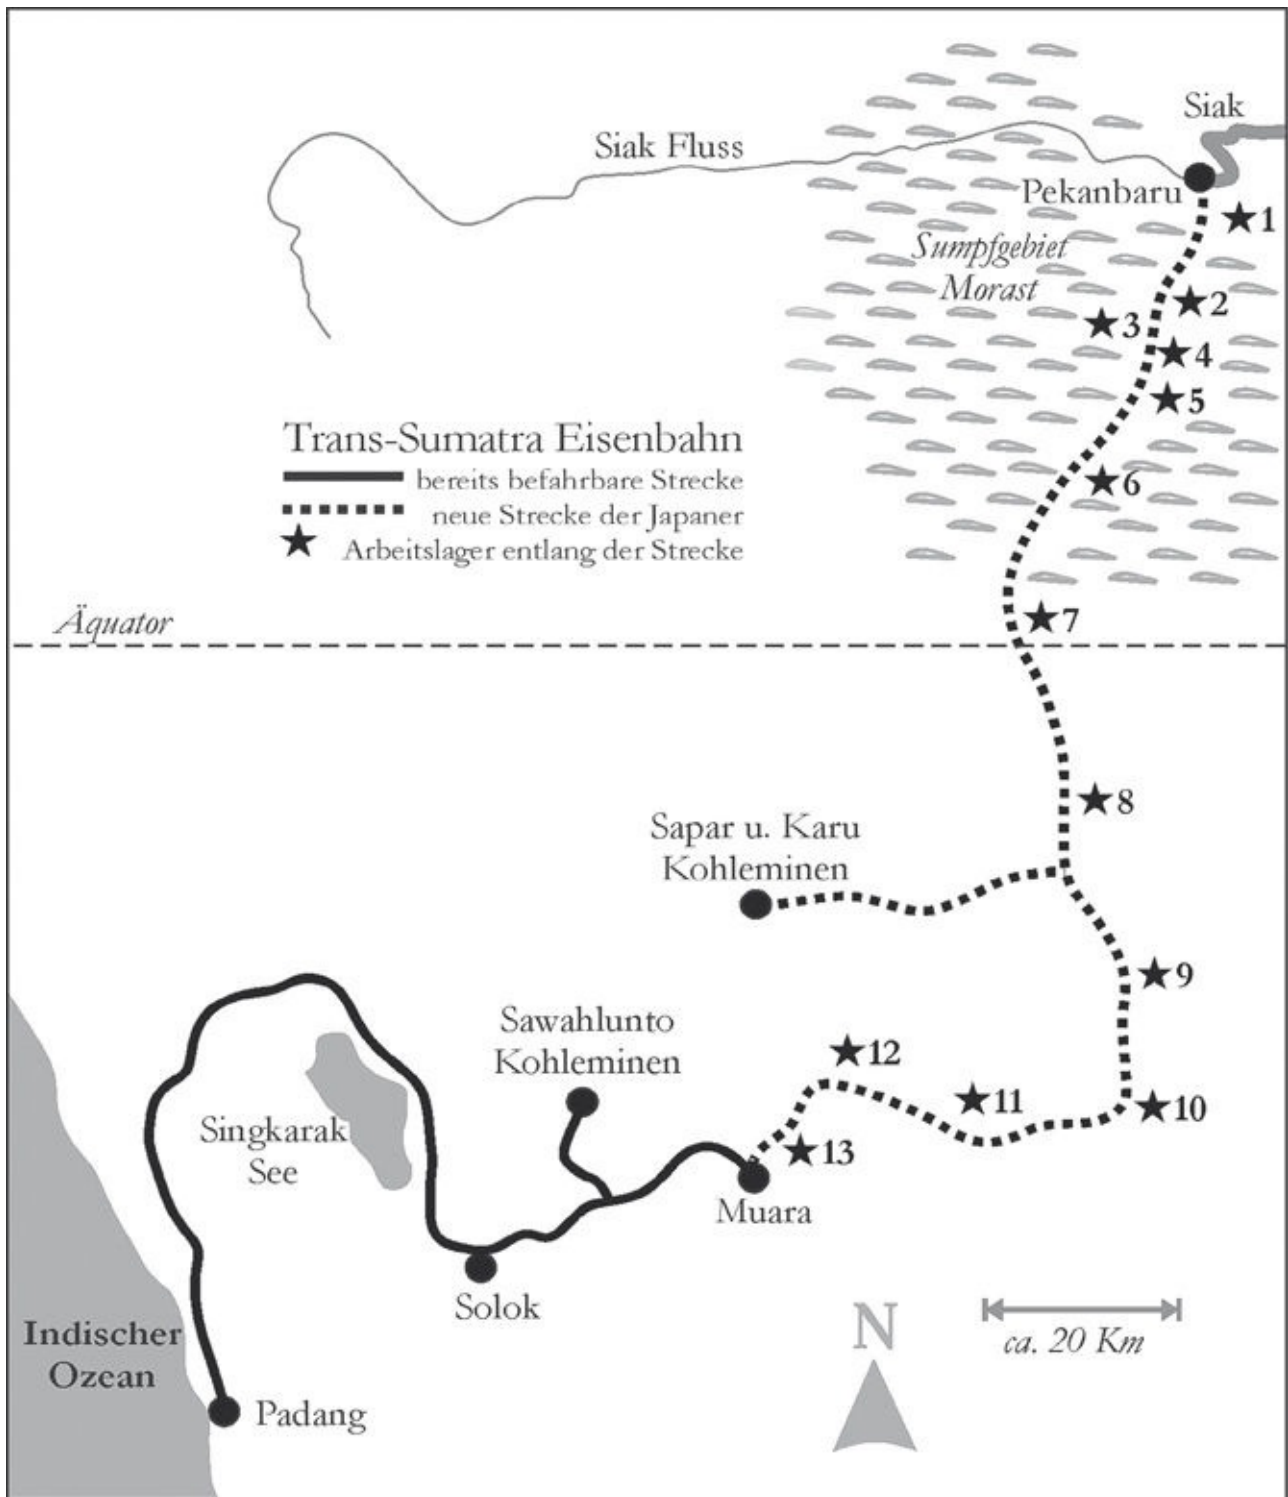 Siak
Siak Fluss
Pekanbaru
1
Sumpfgebiet
Morast
2
3
4
5
Trans-Sumatra Eisenbahn
bereits befahrbare Strecke
neue Strecke der Japaner
Arbeitslager entlang der Strecke
6
Äquator
7
8
Sapar u. Karu
Kohleminen
9
Sawahlunto
Kohleminen
12
11
10
Singkarak
See
13
Muara
Solok
Indischer
Ozean
N
ca. 20 Km
Padang